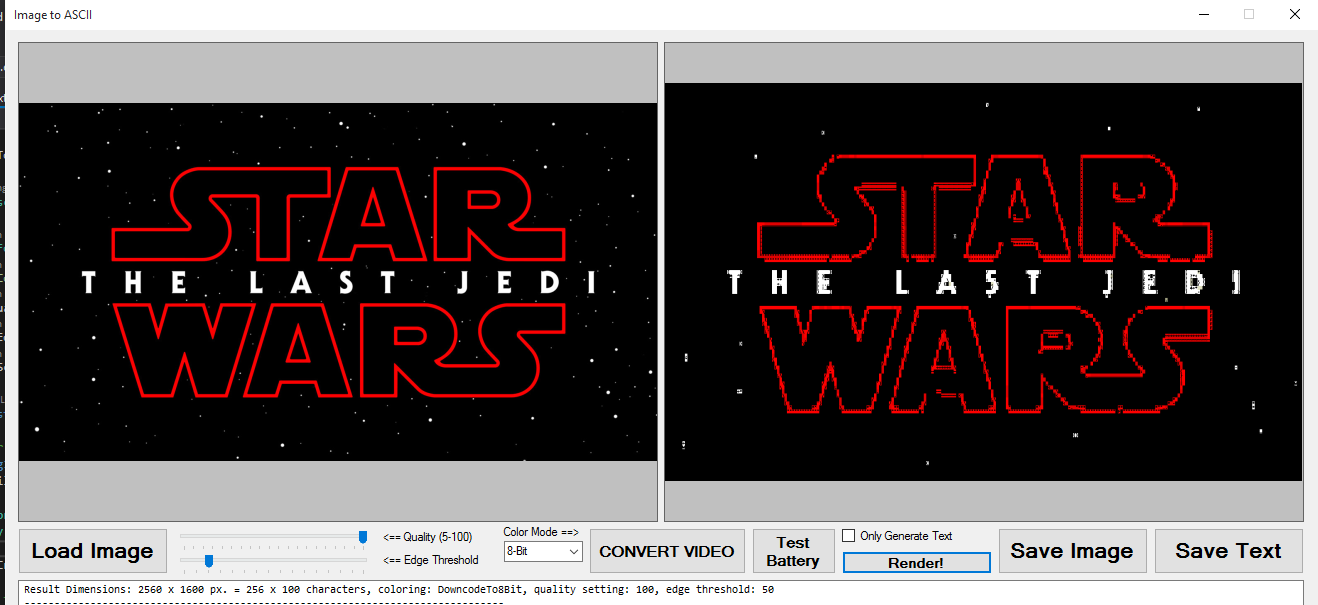 Image to ASCII
STAR
THE LAST JEDI
WARS
STAR
THE LAST JEDI
WARS
Load Image
<== Quality (5-100)
<== Edge Threshold
Color Mode ==>
8-Bit
CONVERT VIDEO
Test
Battery
Only Generate Text
Render!
Save Image
Save Text
Result Dimensions: 2560 x 1600 px. = 256 x 100 characters, coloring: DowncodeTo8Bit, quality setting: 100, edge threshold: 50